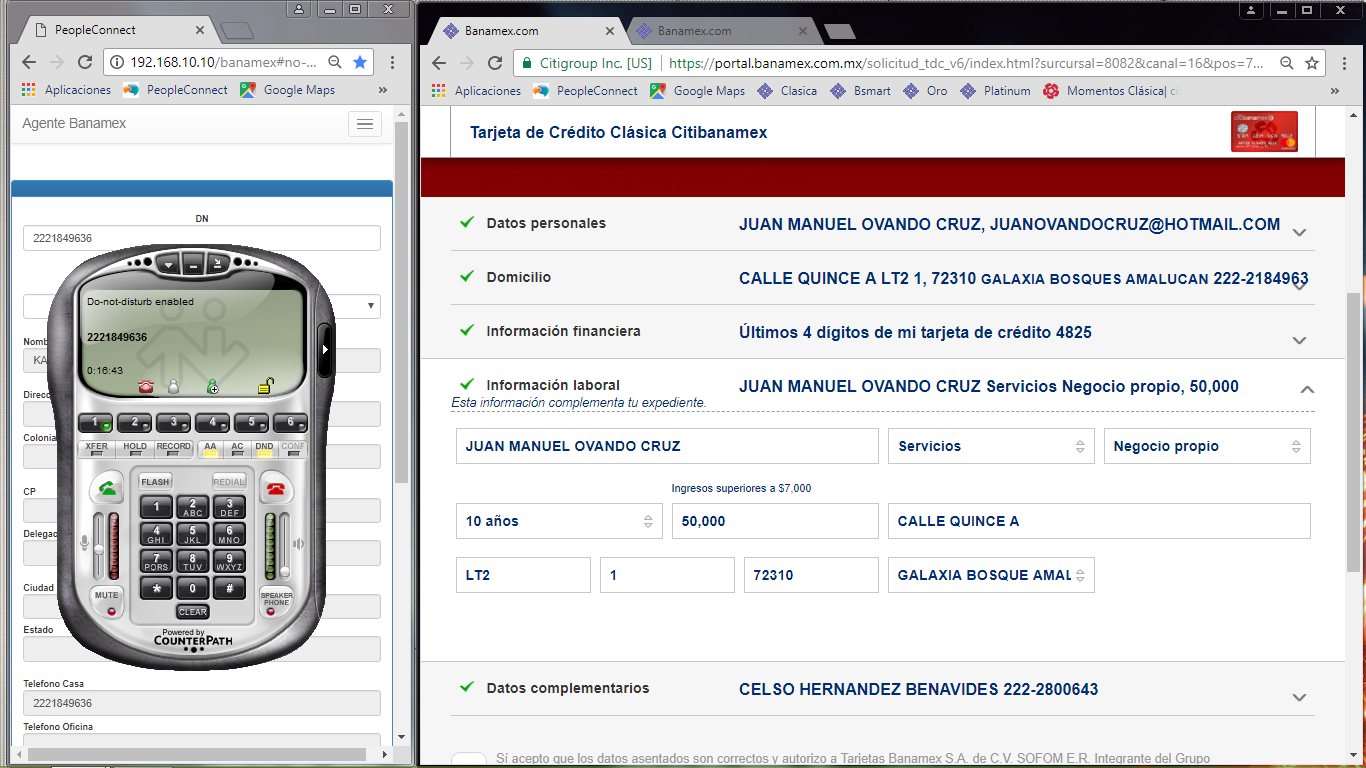 PeopleConnect
192.168.10.10/banamex#no-...
Aplicaciones PeopleConnect Google Maps »
Agente Banamex
DN
2221849636
Do-not-disturb enabled
2221849636
0:16:43
1 2 3 4 5 6
XFER HOLD RECORD AA AC DND CONF
FLASH REDIAL
1 2 ABC 3 DEF
4 GHI 5 JKL 6 MNO
7 PQRS 8 TUV 9 WXYZ
* 0 #
MUTE CLEAR SPEAKER PHONE
Powered by
COUNTERPATH
Nomb
KA
Direcc
Colonia
CP
Delegac
Ciudad
Estado
Telefono Casa
2221849636
Telefono Oficina
Banamex.com Banamex.com
Citigroup Inc. [US] https://portal.banamex.com.mx/solicitud_tdc_v6/index.html?sursursal=8082&canal=16&pos=7...
Aplicaciones PeopleConnect Google Maps Clasica Bsmart Oro Platinum Momentos Clásica| cit »
Tarjeta de Crédito Clásica Citibanamex
citibanamex
Datos personales JUAN MANUEL OVANDO CRUZ, JUANOVANDOCRUZ@HOTMAIL.COM
Domicilio CALLE QUINCE A LT2 1, 72310 GALAXIA BOSQUES AMALUCAN 222-2184963
Información financiera Últimos 4 dígitos de mi tarjeta de crédito 4825
Información laboral JUAN MANUEL OVANDO CRUZ Servicios Negocio propio, 50,000
Esta información complementa tu expediente.
JUAN MANUEL OVANDO CRUZ Servicios Negocio propio
Ingresos superiores a $7,000
10 años 50,000 CALLE QUINCE A
LT2 1 72310 GALAXIA BOSQUE AMAL
Datos complementarios CELSO HERNANDEZ BENAVIDES 222-2800643
Sí acepto que los datos asentados son correctos y autorizo a Tarjetas Banamex S.A. de C.V. SOFOM E.R. Integrante del Grupo